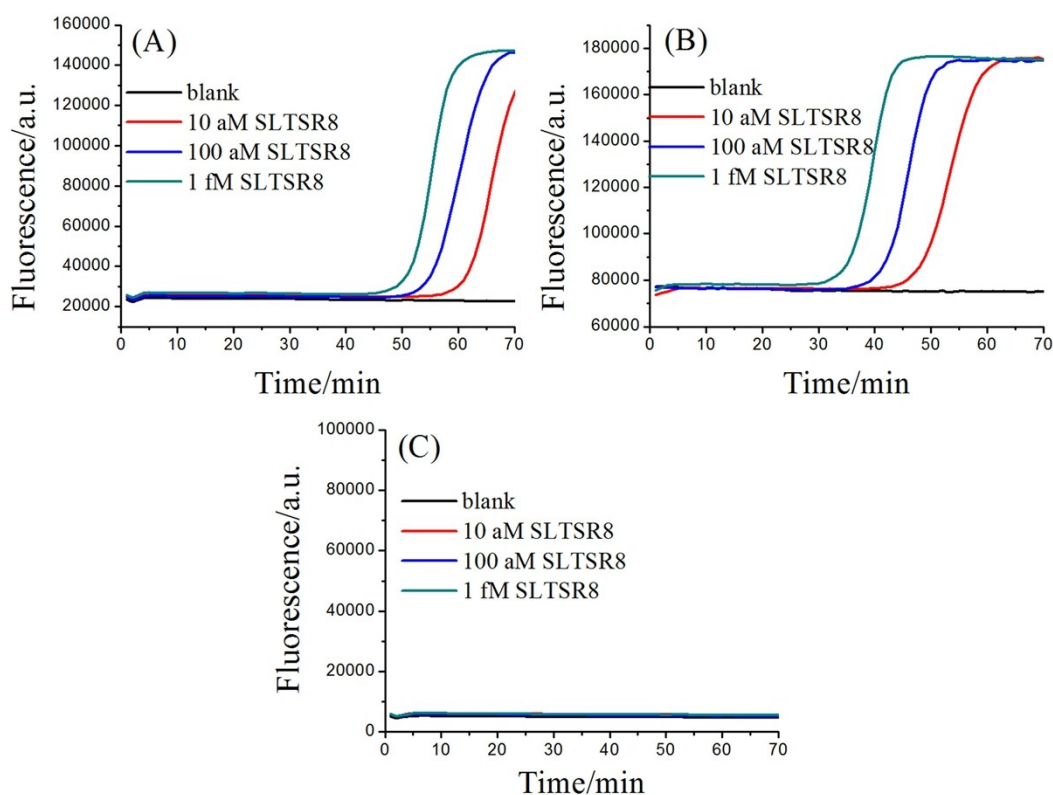 (A)
160000
140000
120000
100000
80000
60000
40000
20000
Fluorescence/a.u.
blank
10 aM SLTSR8
100 aM SLTSR8
1 fM SLTSR8
0 10 20 30 40 50 60 70
Time/min
(B)
180000
160000
140000
120000
100000
80000
60000
Fluorescence/a.u.
blank
10 aM SLTSR8
100 aM SLTSR8
1 fM SLTSR8
0 10 20 30 40 50 60 70
Time/min
(C)
100000
80000
60000
40000
20000
0
Fluorescence/a.u.
blank
10 aM SLTSR8
100 aM SLTSR8
1 fM SLTSR8
0 10 20 30 40 50 60 70
Time/min